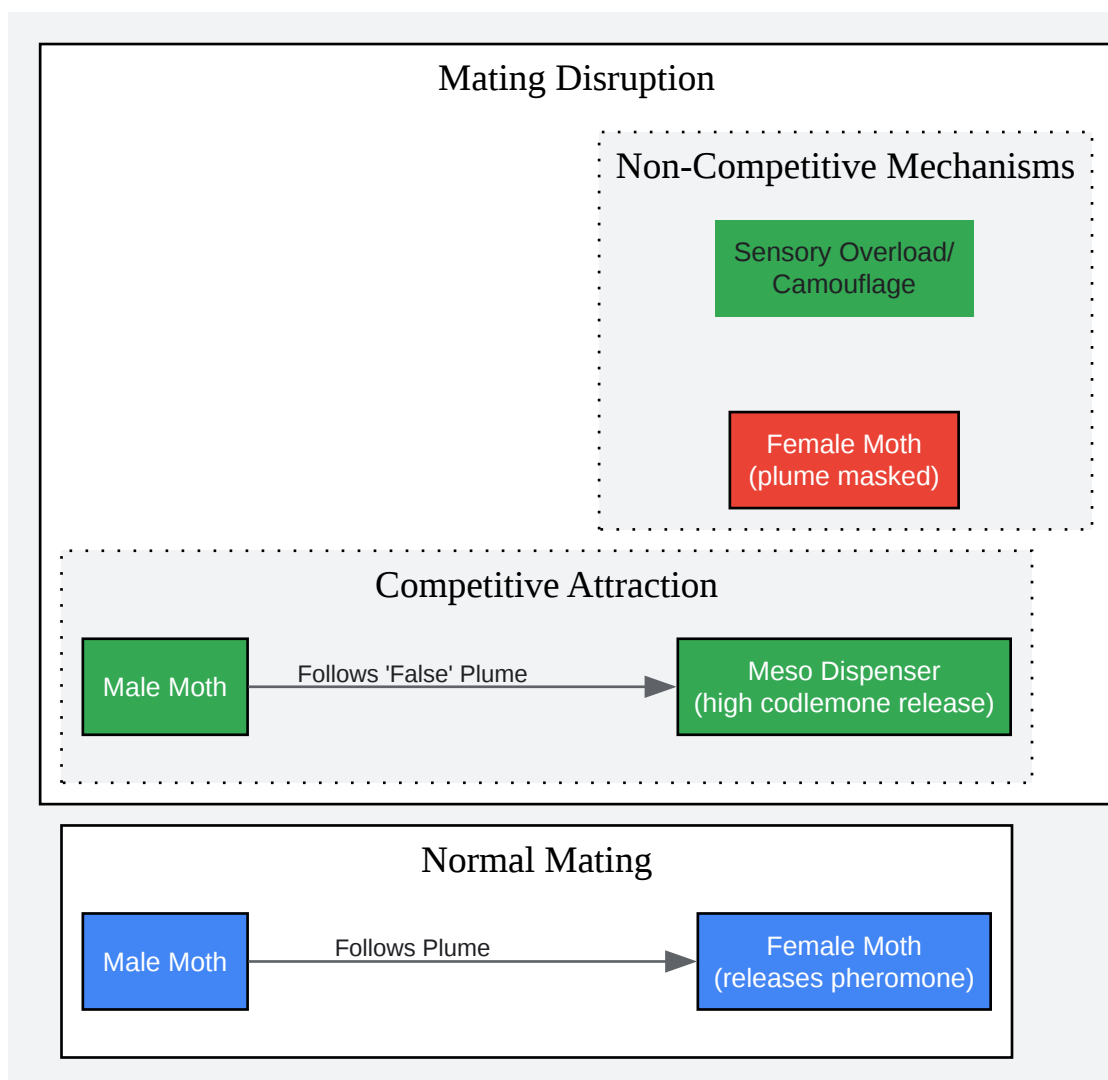 Mating Disruption
Non-Competitive Mechanisms
Sensory Overload/
Camouflage
Female Moth
(plume masked)
Competitive Attraction
Male Moth
Follows 'False' Plume
Meso Dispenser
(high codlemone release)
Normal Mating
Male Moth
Follows Plume
Female Moth
(releases pheromone)